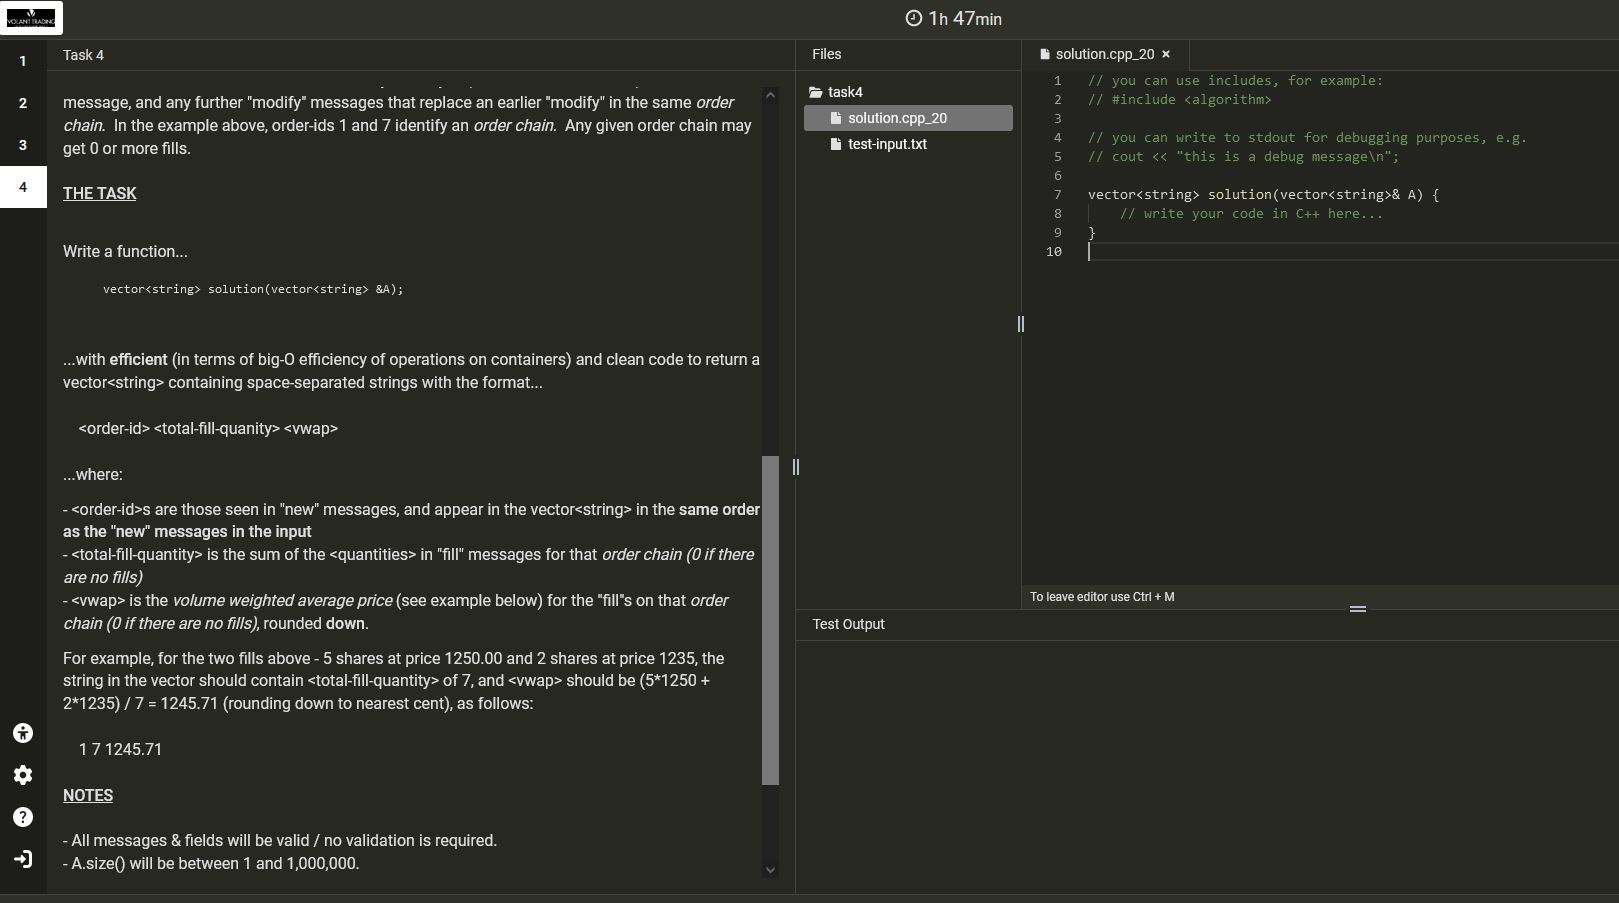 VOLANT TRADING
1h 47min
1
2
3
4
Task 4
message, and any further "modify" messages that replace an earlier "modify" in the same order
chain. In the example above, order-ids 1 and 7 identify an order chain. Any given order chain may
get 0 or more fills.
THE TASK
Write a function...
vector<string> solution(vector<string> &A);
...with efficient (in terms of big-O efficiency of operations on containers) and clean code to return a
vector<string> containing space-separated strings with the format...
<order-id> <total-fill-quanity> <vwap>
...where:
- <order-id>s are those seen in "new" messages, and appear in the vector<string> in the same order
as the "new" messages in the input
- <total-fill-quantity> is the sum of the <quantities> in "fill" messages for that order chain (0 if there
are no fills)
- <vwap> is the volume weighted average price (see example below) for the "fill"s on that order
chain (0 if there are no fills), rounded down.
For example, for the two fills above - 5 shares at price 1250.00 and 2 shares at price 1235, the
string in the vector should contain <total-fill-quantity> of 7, and <vwap> should be (5*1250 +
2*1235) / 7 = 1245.71 (rounding down to nearest cent), as follows:
1 7 1245.71
NOTES
- All messages & fields will be valid / no validation is required.
- A.size() will be between 1 and 1,000,000.
Files
task4
solution.cpp_20
test-input.txt
solution.cpp_20 ×
1 // you can use includes, for example:
2 // #include <algorithm>
3
4 // you can write to stdout for debugging purposes, e.g.
5 // cout << "this is a debug message\n";
6
7 vector<string> solution(vector<string>& A) {
8 // write your code in C++ here...
9 }
10
To leave editor use Ctrl + M
Test Output